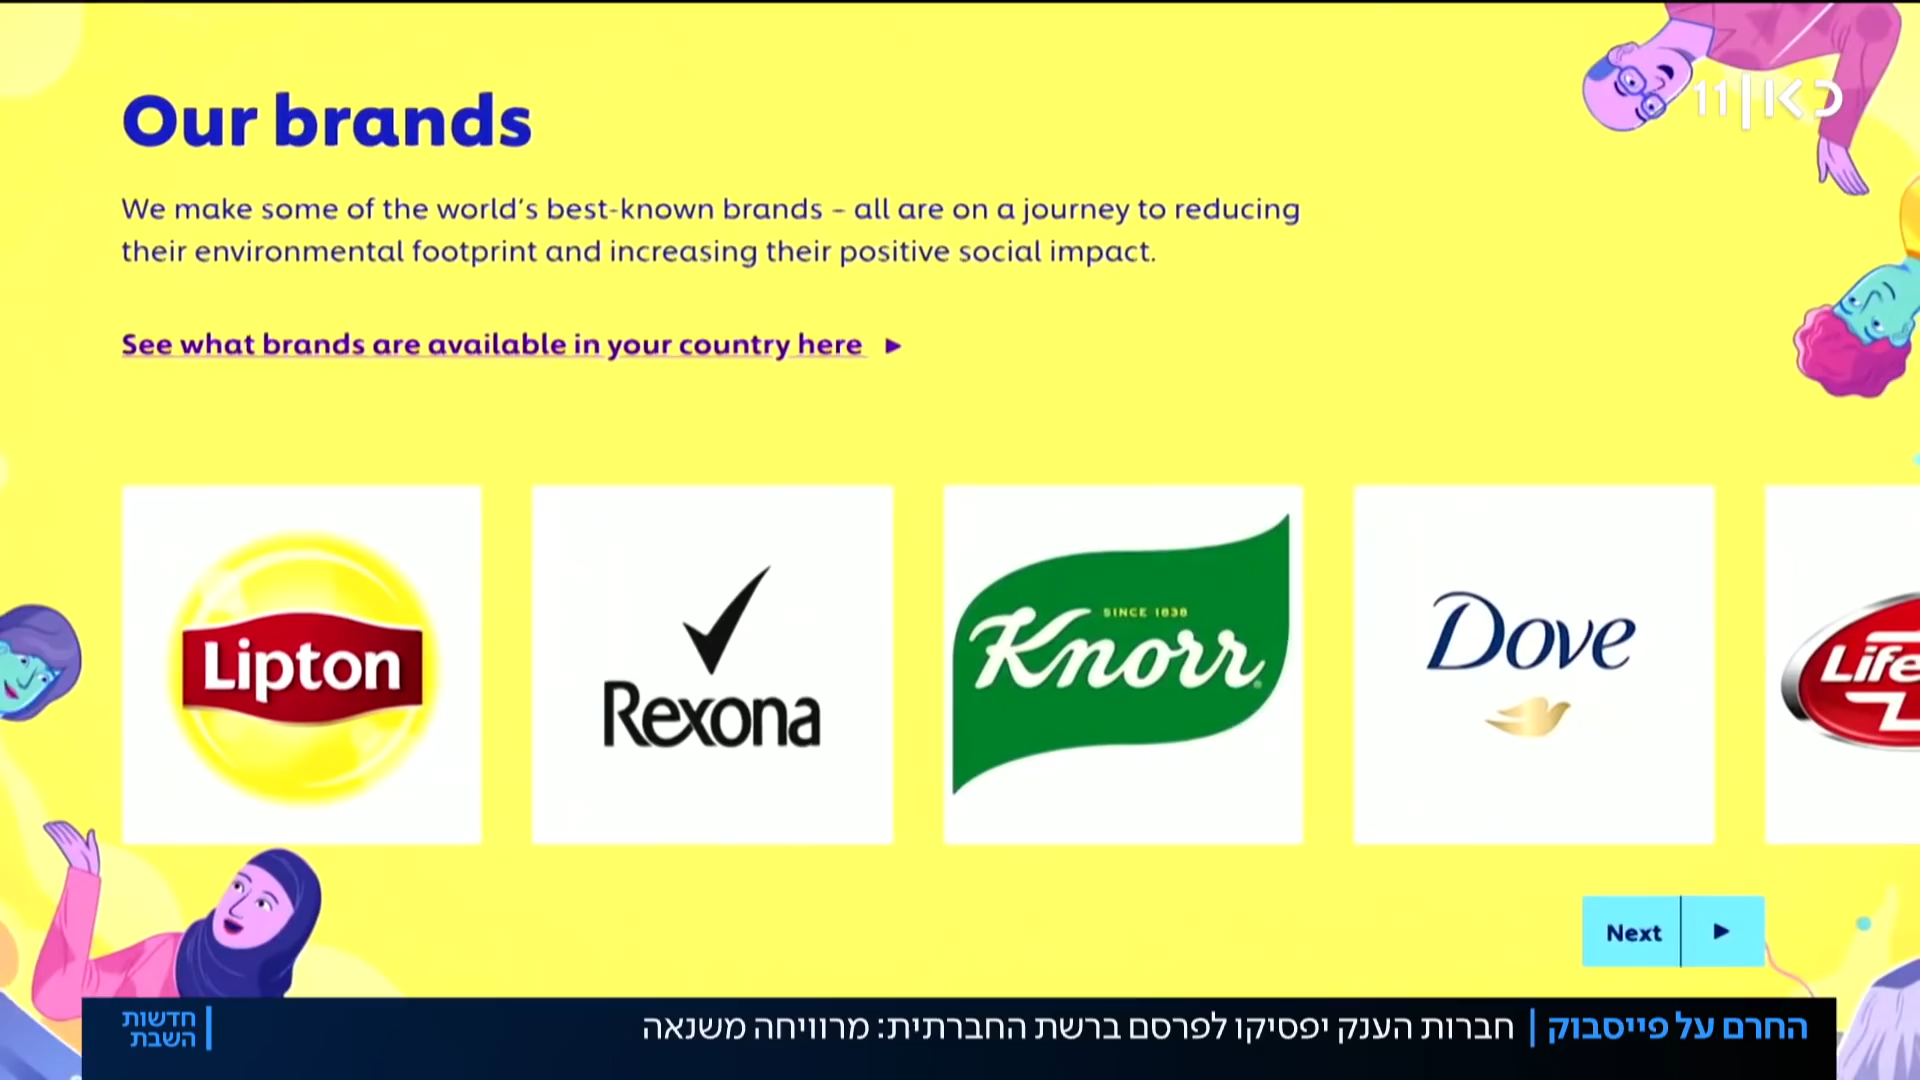 Our brands
כאן 11
We make some of the world's best-known brands – all are on a journey to reducing
their environmental footprint and increasing their positive social impact.
See what brands are available in your country here
Lipton
Rexona
SINCE 1838
Knorr
Dove
Life
Next
החרם על פייסבוק | חברות הענק יפסיקו לפרסם ברשת החברתית: מרוויחה משנאה
חדשות
השבת